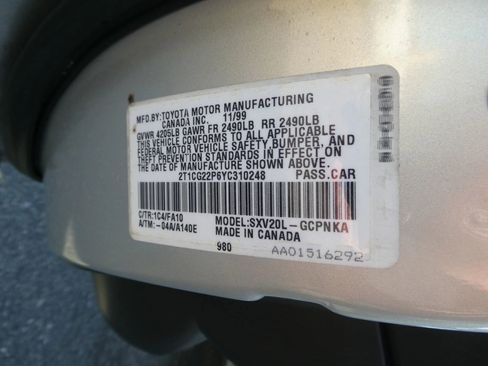 MFD.BY:TOYOTA MOTOR MANUFACTURING
CANADA INC. 11/99
GVWR 4205LB GAWR FR 2490LB RR 2490LB
THIS VEHICLE CONFORMS TO ALL APPLICABLE
FEDERAL MOTOR VEHICLE SAFETY,BUMPER, AND
THEFT PREVENTION STANDARDS IN EFFECT ON
THE DATE OF MANUFACTURE SHOWN ABOVE.
2T1CG22P6YC310248 PASS.CAR
C/TR:1C4/FA10 MODEL:SXV20L-GCPNKA
A/TM:-04A/A140E MADE IN CANADA
980 AA01516292